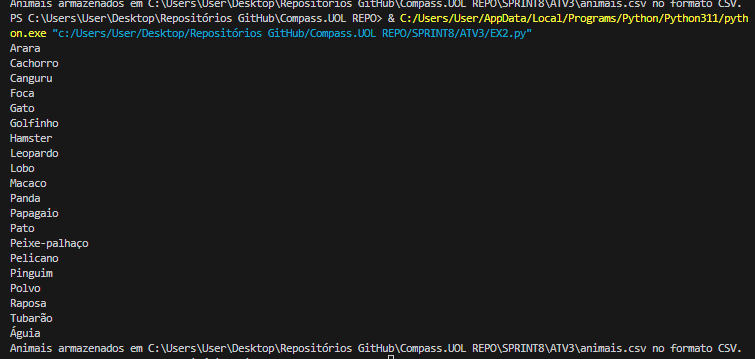 Animais armazenados em C:\Users\User\Desktop\Repositórios GitHub\Compass.UOL REPO\SPRINT8\ATV3\animais.csv no formato CSV.
PS C:\Users\User\Desktop\Repositórios GitHub\Compass.UOL REPO> & C:/Users/User/AppData/Local/Programs/Python/Python311/pyth
on.exe "c:/Users/User/Desktop/Repositórios GitHub/Compass.UOL REPO/SPRINT8/ATV3/EX2.py"
Arara
Cachorro
Canguru
Foca
Gato
Golfinho
Hamster
Leopardo
Lobo
Macaco
Panda
Papagaio
Pato
Peixe-palhaço
Pelicano
Pinguim
Polvo
Raposa
Tubarão
Águia
Animais armazenados em C:\Users\User\Desktop\Repositórios GitHub\Compass.UOL REPO\SPRINT8\ATV3\animais.csv no formato CSV.